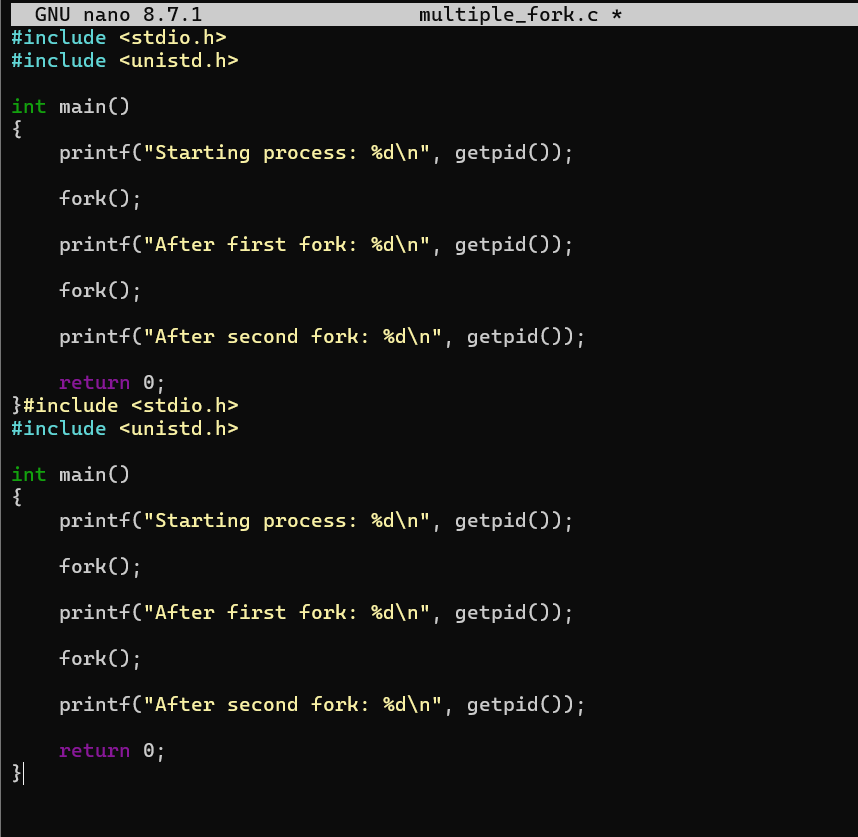 GNU nano 8.7.1 multiple_fork.c *
#include <stdio.h>
#include <unistd.h>
int main()
{
printf("Starting process: %d\n", getpid());
fork();
printf("After first fork: %d\n", getpid());
fork();
printf("After second fork: %d\n", getpid());
return 0;
}#include <stdio.h>
#include <unistd.h>
int main()
{
printf("Starting process: %d\n", getpid());
fork();
printf("After first fork: %d\n", getpid());
fork();
printf("After second fork: %d\n", getpid());
return 0;
}